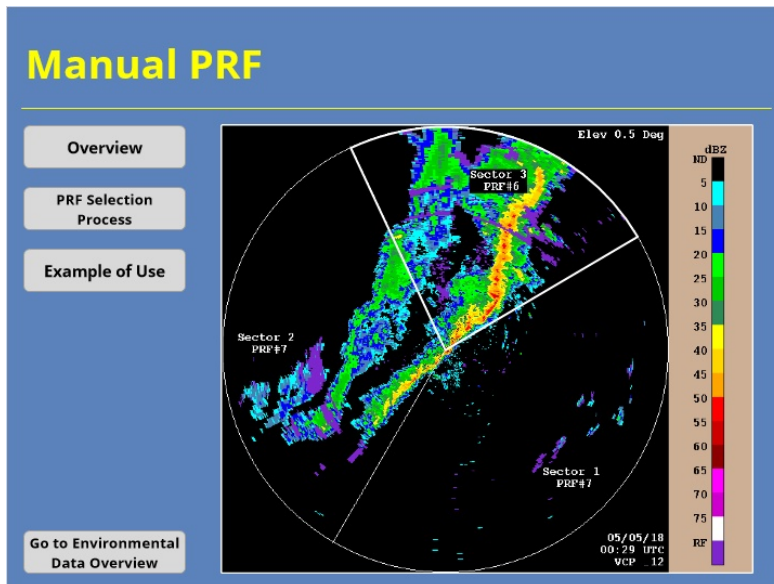 Manual PRF
Overview
PRF Selection
Process
Example of Use
Go to Environmental
Data Overview
Elev 0.5 Deg
Sector 3
PRF#6
Sector 2
PRF#7
Sector 1
PRF#7
05/05/18
00:29 UTC
VCP 12
dBZ
ND
5
10
15
20
25
30
35
40
45
50
55
60
65
70
75
RF